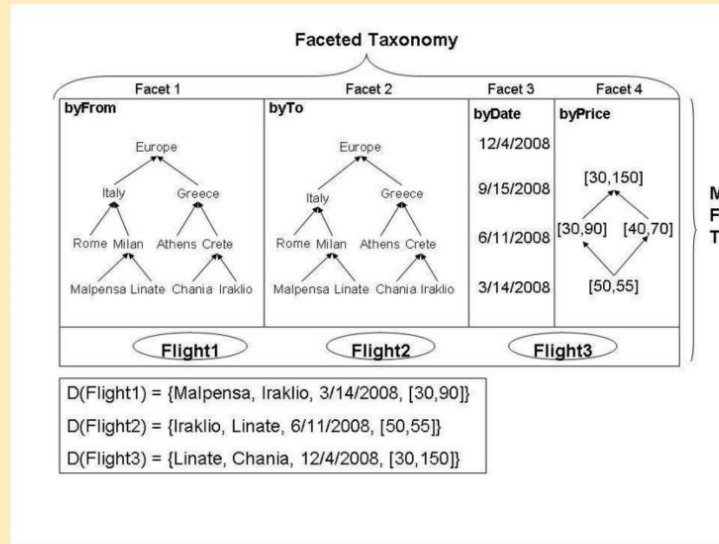 Faceted Taxonomy
Facet 1 Facet 2 Facet 3 Facet 4
byFrom byTo byDate byPrice
Europe Europe 12/4/2008
Italy Greece Italy Greece 9/15/2008 [30,150]
Rome Milan Athens Crete Rome Milan Athens Crete 6/11/2008 [30,90] [40,70]
Malpensa Linate Chania Iraklio Malpensa Linate Chania Iraklio 3/14/2008 [50,55]
M
F
T
Flight1 Flight2 Flight3
D(Flight1) = {Malpensa, Iraklio, 3/14/2008, [30,90]}
D(Flight2) = {Iraklio, Linate, 6/11/2008, [50,55]}
D(Flight3) = {Linate, Chania, 12/4/2008, [30,150]}